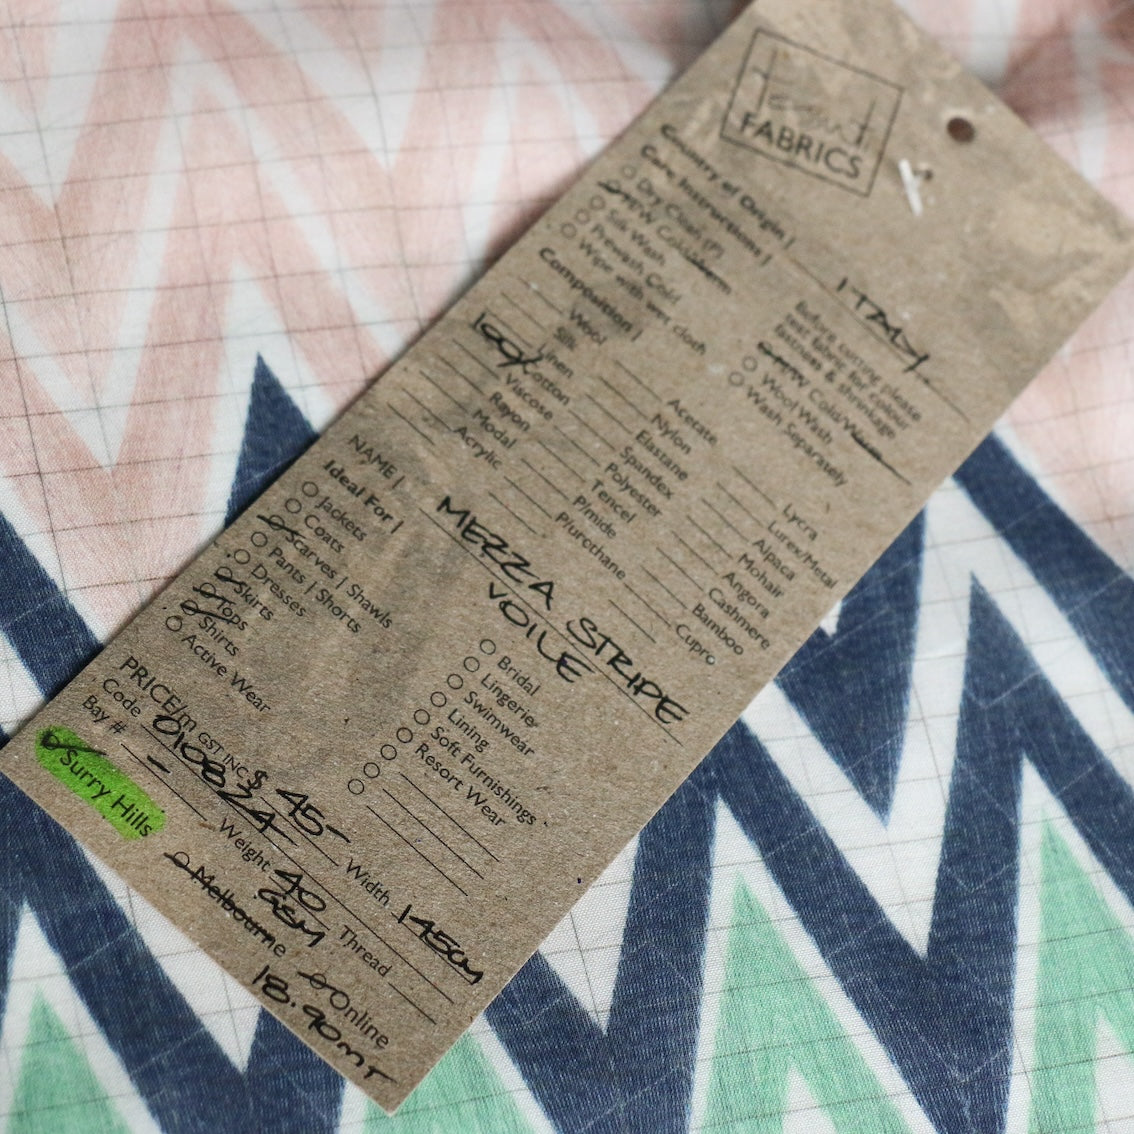 FABRICS
Country of Origin | ITALY
Care Instructions |
Dry Clean (P)
M/W Cold/Warm
Silk Wash
Prewash Cold
Wipe with wet cloth
Before cutting please
test fabric for colour
fastness & shrinkage
Cold/Warm
Wool Wash
Wash Separately
Composition |
Wool
Silk
Linen
100% Cotton
Viscose
Rayon
Modal
Acrylic
Acetate
Nylon
Elastane
Spandex
Polyester
Tencel
P/mide
P/urethane
Lycra
Lurex/Metal
Alpaca
Mohair
Angora
Cashmere
Bamboo
Cupro
NAME | MEZZA STRIPE
VOILE
Ideal For |
Jackets
Coats
Scarves | Shawls
Pants | Shorts
Dresses
Skirts
Tops
Shirts
Active Wear
Bridal
Lingerie
Swimwear
Lining
Soft Furnishings
Resort Wear
PRICE/m GST INC $ 45- Width 145cm
Code 0108324 Weight 40 GSM Thread
Bay # -
Surry Hills Melbourne Online
18.90mT